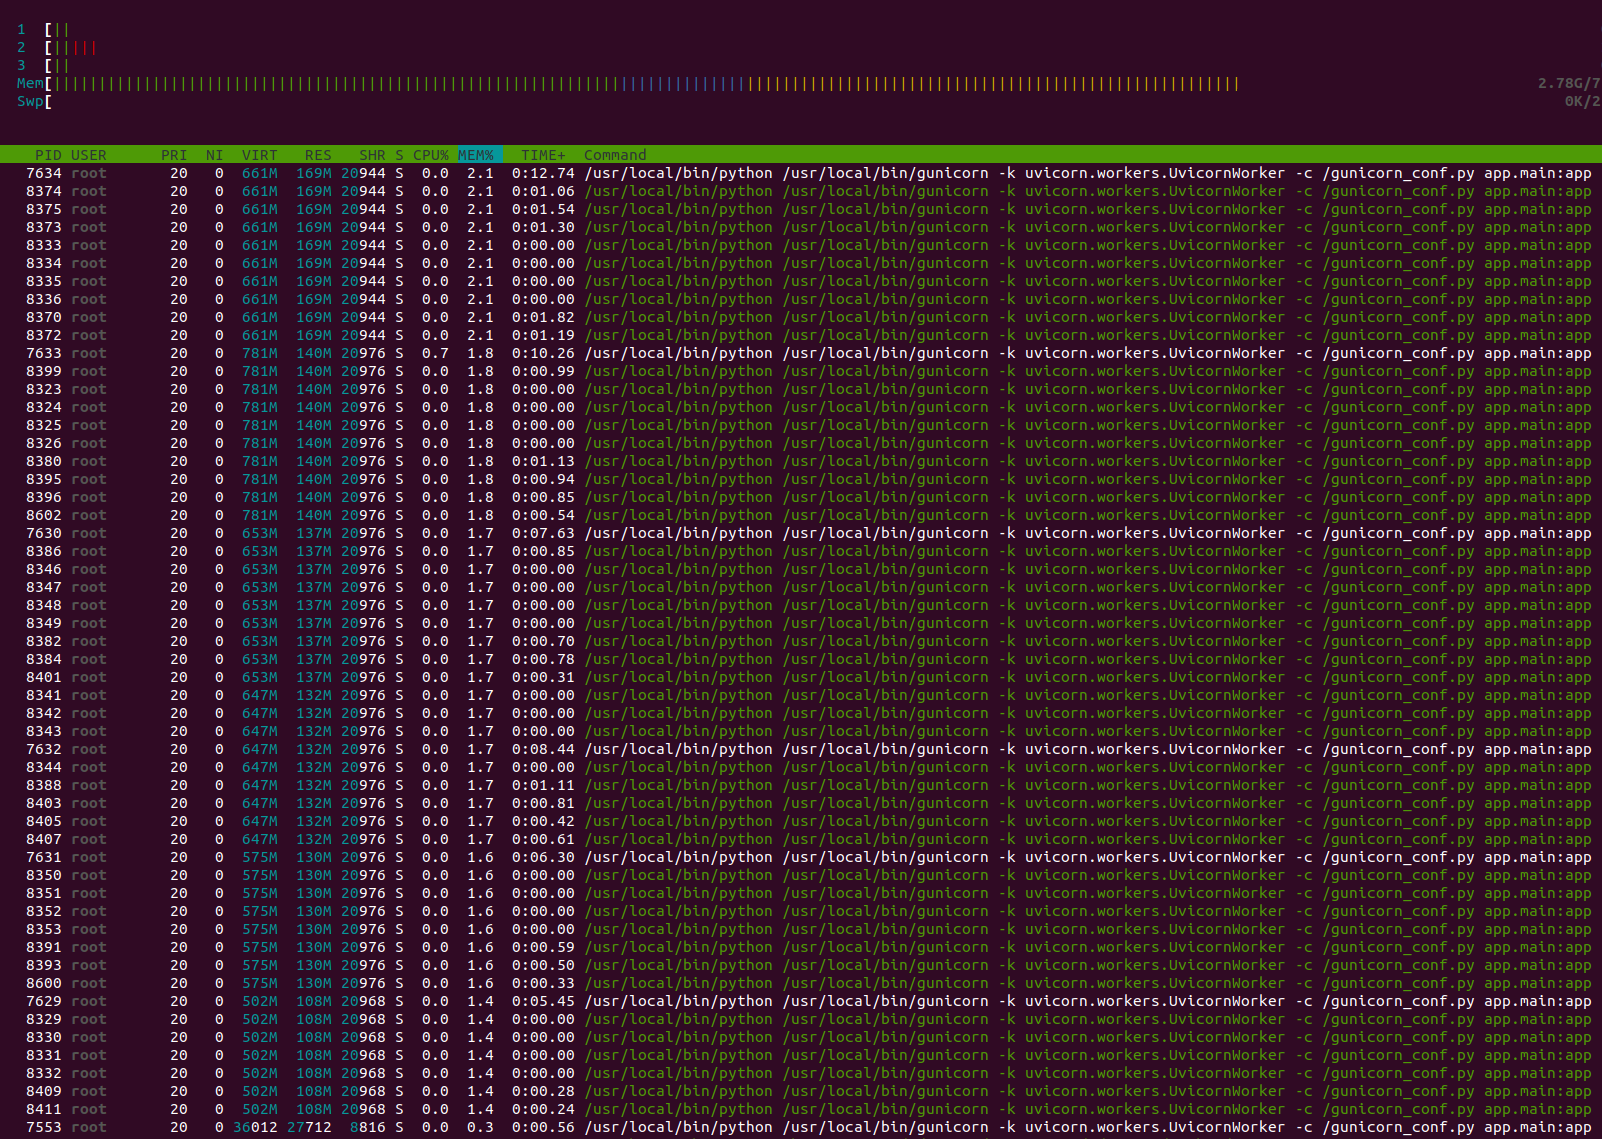 1 [||
2 [|||||
3 [||
Mem[||||||||||||||||||||||||||||||||||||||||||||||||||||||||||||||||||||||||||||||||||||||||||||||||||||||||||||||||||||||||||||||||||||| 2.78G/7
Swp[ 0K/2
PID USER PRI NI VIRT RES SHR S CPU% MEM% TIME+ Command
7634 root 20 0 661M 169M 20944 S 0.0 2.1 0:12.74 /usr/local/bin/python /usr/local/bin/gunicorn -k uvicorn.workers.UvicornWorker -c /gunicorn_conf.py app.main:app
8374 root 20 0 661M 169M 20944 S 0.0 2.1 0:01.06 /usr/local/bin/python /usr/local/bin/gunicorn -k uvicorn.workers.UvicornWorker -c /gunicorn_conf.py app.main:app
8375 root 20 0 661M 169M 20944 S 0.0 2.1 0:01.54 /usr/local/bin/python /usr/local/bin/gunicorn -k uvicorn.workers.UvicornWorker -c /gunicorn_conf.py app.main:app
8373 root 20 0 661M 169M 20944 S 0.0 2.1 0:01.30 /usr/local/bin/python /usr/local/bin/gunicorn -k uvicorn.workers.UvicornWorker -c /gunicorn_conf.py app.main:app
8333 root 20 0 661M 169M 20944 S 0.0 2.1 0:00.00 /usr/local/bin/python /usr/local/bin/gunicorn -k uvicorn.workers.UvicornWorker -c /gunicorn_conf.py app.main:app
8334 root 20 0 661M 169M 20944 S 0.0 2.1 0:00.00 /usr/local/bin/python /usr/local/bin/gunicorn -k uvicorn.workers.UvicornWorker -c /gunicorn_conf.py app.main:app
8335 root 20 0 661M 169M 20944 S 0.0 2.1 0:00.00 /usr/local/bin/python /usr/local/bin/gunicorn -k uvicorn.workers.UvicornWorker -c /gunicorn_conf.py app.main:app
8336 root 20 0 661M 169M 20944 S 0.0 2.1 0:00.00 /usr/local/bin/python /usr/local/bin/gunicorn -k uvicorn.workers.UvicornWorker -c /gunicorn_conf.py app.main:app
8370 root 20 0 661M 169M 20944 S 0.0 2.1 0:01.82 /usr/local/bin/python /usr/local/bin/gunicorn -k uvicorn.workers.UvicornWorker -c /gunicorn_conf.py app.main:app
8372 root 20 0 661M 169M 20944 S 0.0 2.1 0:01.19 /usr/local/bin/python /usr/local/bin/gunicorn -k uvicorn.workers.UvicornWorker -c /gunicorn_conf.py app.main:app
7633 root 20 0 781M 140M 20976 S 0.7 1.8 0:10.26 /usr/local/bin/python /usr/local/bin/gunicorn -k uvicorn.workers.UvicornWorker -c /gunicorn_conf.py app.main:app
8399 root 20 0 781M 140M 20976 S 0.0 1.8 0:00.99 /usr/local/bin/python /usr/local/bin/gunicorn -k uvicorn.workers.UvicornWorker -c /gunicorn_conf.py app.main:app
8323 root 20 0 781M 140M 20976 S 0.0 1.8 0:00.00 /usr/local/bin/python /usr/local/bin/gunicorn -k uvicorn.workers.UvicornWorker -c /gunicorn_conf.py app.main:app
8324 root 20 0 781M 140M 20976 S 0.0 1.8 0:00.00 /usr/local/bin/python /usr/local/bin/gunicorn -k uvicorn.workers.UvicornWorker -c /gunicorn_conf.py app.main:app
8325 root 20 0 781M 140M 20976 S 0.0 1.8 0:00.00 /usr/local/bin/python /usr/local/bin/gunicorn -k uvicorn.workers.UvicornWorker -c /gunicorn_conf.py app.main:app
8326 root 20 0 781M 140M 20976 S 0.0 1.8 0:00.00 /usr/local/bin/python /usr/local/bin/gunicorn -k uvicorn.workers.UvicornWorker -c /gunicorn_conf.py app.main:app
8380 root 20 0 781M 140M 20976 S 0.0 1.8 0:01.13 /usr/local/bin/python /usr/local/bin/gunicorn -k uvicorn.workers.UvicornWorker -c /gunicorn_conf.py app.main:app
8395 root 20 0 781M 140M 20976 S 0.0 1.8 0:00.94 /usr/local/bin/python /usr/local/bin/gunicorn -k uvicorn.workers.UvicornWorker -c /gunicorn_conf.py app.main:app
8396 root 20 0 781M 140M 20976 S 0.0 1.8 0:00.85 /usr/local/bin/python /usr/local/bin/gunicorn -k uvicorn.workers.UvicornWorker -c /gunicorn_conf.py app.main:app
8602 root 20 0 781M 140M 20976 S 0.0 1.8 0:00.54 /usr/local/bin/python /usr/local/bin/gunicorn -k uvicorn.workers.UvicornWorker -c /gunicorn_conf.py app.main:app
7630 root 20 0 653M 137M 20976 S 0.0 1.7 0:07.63 /usr/local/bin/python /usr/local/bin/gunicorn -k uvicorn.workers.UvicornWorker -c /gunicorn_conf.py app.main:app
8386 root 20 0 653M 137M 20976 S 0.0 1.7 0:00.85 /usr/local/bin/python /usr/local/bin/gunicorn -k uvicorn.workers.UvicornWorker -c /gunicorn_conf.py app.main:app
8346 root 20 0 653M 137M 20976 S 0.0 1.7 0:00.00 /usr/local/bin/python /usr/local/bin/gunicorn -k uvicorn.workers.UvicornWorker -c /gunicorn_conf.py app.main:app
8347 root 20 0 653M 137M 20976 S 0.0 1.7 0:00.00 /usr/local/bin/python /usr/local/bin/gunicorn -k uvicorn.workers.UvicornWorker -c /gunicorn_conf.py app.main:app
8348 root 20 0 653M 137M 20976 S 0.0 1.7 0:00.00 /usr/local/bin/python /usr/local/bin/gunicorn -k uvicorn.workers.UvicornWorker -c /gunicorn_conf.py app.main:app
8349 root 20 0 653M 137M 20976 S 0.0 1.7 0:00.00 /usr/local/bin/python /usr/local/bin/gunicorn -k uvicorn.workers.UvicornWorker -c /gunicorn_conf.py app.main:app
8382 root 20 0 653M 137M 20976 S 0.0 1.7 0:00.70 /usr/local/bin/python /usr/local/bin/gunicorn -k uvicorn.workers.UvicornWorker -c /gunicorn_conf.py app.main:app
8384 root 20 0 653M 137M 20976 S 0.0 1.7 0:00.78 /usr/local/bin/python /usr/local/bin/gunicorn -k uvicorn.workers.UvicornWorker -c /gunicorn_conf.py app.main:app
8401 root 20 0 653M 137M 20976 S 0.0 1.7 0:00.31 /usr/local/bin/python /usr/local/bin/gunicorn -k uvicorn.workers.UvicornWorker -c /gunicorn_conf.py app.main:app
8341 root 20 0 647M 132M 20976 S 0.0 1.7 0:00.00 /usr/local/bin/python /usr/local/bin/gunicorn -k uvicorn.workers.UvicornWorker -c /gunicorn_conf.py app.main:app
8342 root 20 0 647M 132M 20976 S 0.0 1.7 0:00.00 /usr/local/bin/python /usr/local/bin/gunicorn -k uvicorn.workers.UvicornWorker -c /gunicorn_conf.py app.main:app
8343 root 20 0 647M 132M 20976 S 0.0 1.7 0:00.00 /usr/local/bin/python /usr/local/bin/gunicorn -k uvicorn.workers.UvicornWorker -c /gunicorn_conf.py app.main:app
7632 root 20 0 647M 132M 20976 S 0.0 1.7 0:08.44 /usr/local/bin/python /usr/local/bin/gunicorn -k uvicorn.workers.UvicornWorker -c /gunicorn_conf.py app.main:app
8344 root 20 0 647M 132M 20976 S 0.0 1.7 0:00.00 /usr/local/bin/python /usr/local/bin/gunicorn -k uvicorn.workers.UvicornWorker -c /gunicorn_conf.py app.main:app
8388 root 20 0 647M 132M 20976 S 0.0 1.7 0:01.11 /usr/local/bin/python /usr/local/bin/gunicorn -k uvicorn.workers.UvicornWorker -c /gunicorn_conf.py app.main:app
8403 root 20 0 647M 132M 20976 S 0.0 1.7 0:00.81 /usr/local/bin/python /usr/local/bin/gunicorn -k uvicorn.workers.UvicornWorker -c /gunicorn_conf.py app.main:app
8405 root 20 0 647M 132M 20976 S 0.0 1.7 0:00.42 /usr/local/bin/python /usr/local/bin/gunicorn -k uvicorn.workers.UvicornWorker -c /gunicorn_conf.py app.main:app
8407 root 20 0 647M 132M 20976 S 0.0 1.7 0:00.61 /usr/local/bin/python /usr/local/bin/gunicorn -k uvicorn.workers.UvicornWorker -c /gunicorn_conf.py app.main:app
7631 root 20 0 575M 130M 20976 S 0.0 1.6 0:06.30 /usr/local/bin/python /usr/local/bin/gunicorn -k uvicorn.workers.UvicornWorker -c /gunicorn_conf.py app.main:app
8350 root 20 0 575M 130M 20976 S 0.0 1.6 0:00.00 /usr/local/bin/python /usr/local/bin/gunicorn -k uvicorn.workers.UvicornWorker -c /gunicorn_conf.py app.main:app
8351 root 20 0 575M 130M 20976 S 0.0 1.6 0:00.00 /usr/local/bin/python /usr/local/bin/gunicorn -k uvicorn.workers.UvicornWorker -c /gunicorn_conf.py app.main:app
8352 root 20 0 575M 130M 20976 S 0.0 1.6 0:00.00 /usr/local/bin/python /usr/local/bin/gunicorn -k uvicorn.workers.UvicornWorker -c /gunicorn_conf.py app.main:app
8353 root 20 0 575M 130M 20976 S 0.0 1.6 0:00.00 /usr/local/bin/python /usr/local/bin/gunicorn -k uvicorn.workers.UvicornWorker -c /gunicorn_conf.py app.main:app
8391 root 20 0 575M 130M 20976 S 0.0 1.6 0:00.59 /usr/local/bin/python /usr/local/bin/gunicorn -k uvicorn.workers.UvicornWorker -c /gunicorn_conf.py app.main:app
8393 root 20 0 575M 130M 20976 S 0.0 1.6 0:00.50 /usr/local/bin/python /usr/local/bin/gunicorn -k uvicorn.workers.UvicornWorker -c /gunicorn_conf.py app.main:app
8600 root 20 0 575M 130M 20976 S 0.0 1.6 0:00.33 /usr/local/bin/python /usr/local/bin/gunicorn -k uvicorn.workers.UvicornWorker -c /gunicorn_conf.py app.main:app
7629 root 20 0 502M 108M 20968 S 0.0 1.4 0:05.45 /usr/local/bin/python /usr/local/bin/gunicorn -k uvicorn.workers.UvicornWorker -c /gunicorn_conf.py app.main:app
8329 root 20 0 502M 108M 20968 S 0.0 1.4 0:00.00 /usr/local/bin/python /usr/local/bin/gunicorn -k uvicorn.workers.UvicornWorker -c /gunicorn_conf.py app.main:app
8330 root 20 0 502M 108M 20968 S 0.0 1.4 0:00.00 /usr/local/bin/python /usr/local/bin/gunicorn -k uvicorn.workers.UvicornWorker -c /gunicorn_conf.py app.main:app
8331 root 20 0 502M 108M 20968 S 0.0 1.4 0:00.00 /usr/local/bin/python /usr/local/bin/gunicorn -k uvicorn.workers.UvicornWorker -c /gunicorn_conf.py app.main:app
8332 root 20 0 502M 108M 20968 S 0.0 1.4 0:00.00 /usr/local/bin/python /usr/local/bin/gunicorn -k uvicorn.workers.UvicornWorker -c /gunicorn_conf.py app.main:app
8409 root 20 0 502M 108M 20968 S 0.0 1.4 0:00.28 /usr/local/bin/python /usr/local/bin/gunicorn -k uvicorn.workers.UvicornWorker -c /gunicorn_conf.py app.main:app
8411 root 20 0 502M 108M 20968 S 0.0 1.4 0:00.24 /usr/local/bin/python /usr/local/bin/gunicorn -k uvicorn.workers.UvicornWorker -c /gunicorn_conf.py app.main:app
7553 root 20 0 36012 27712 8816 S 0.0 0.3 0:00.56 /usr/local/bin/python /usr/local/bin/gunicorn -k uvicorn.workers.UvicornWorker -c /gunicorn_conf.py app.main:app